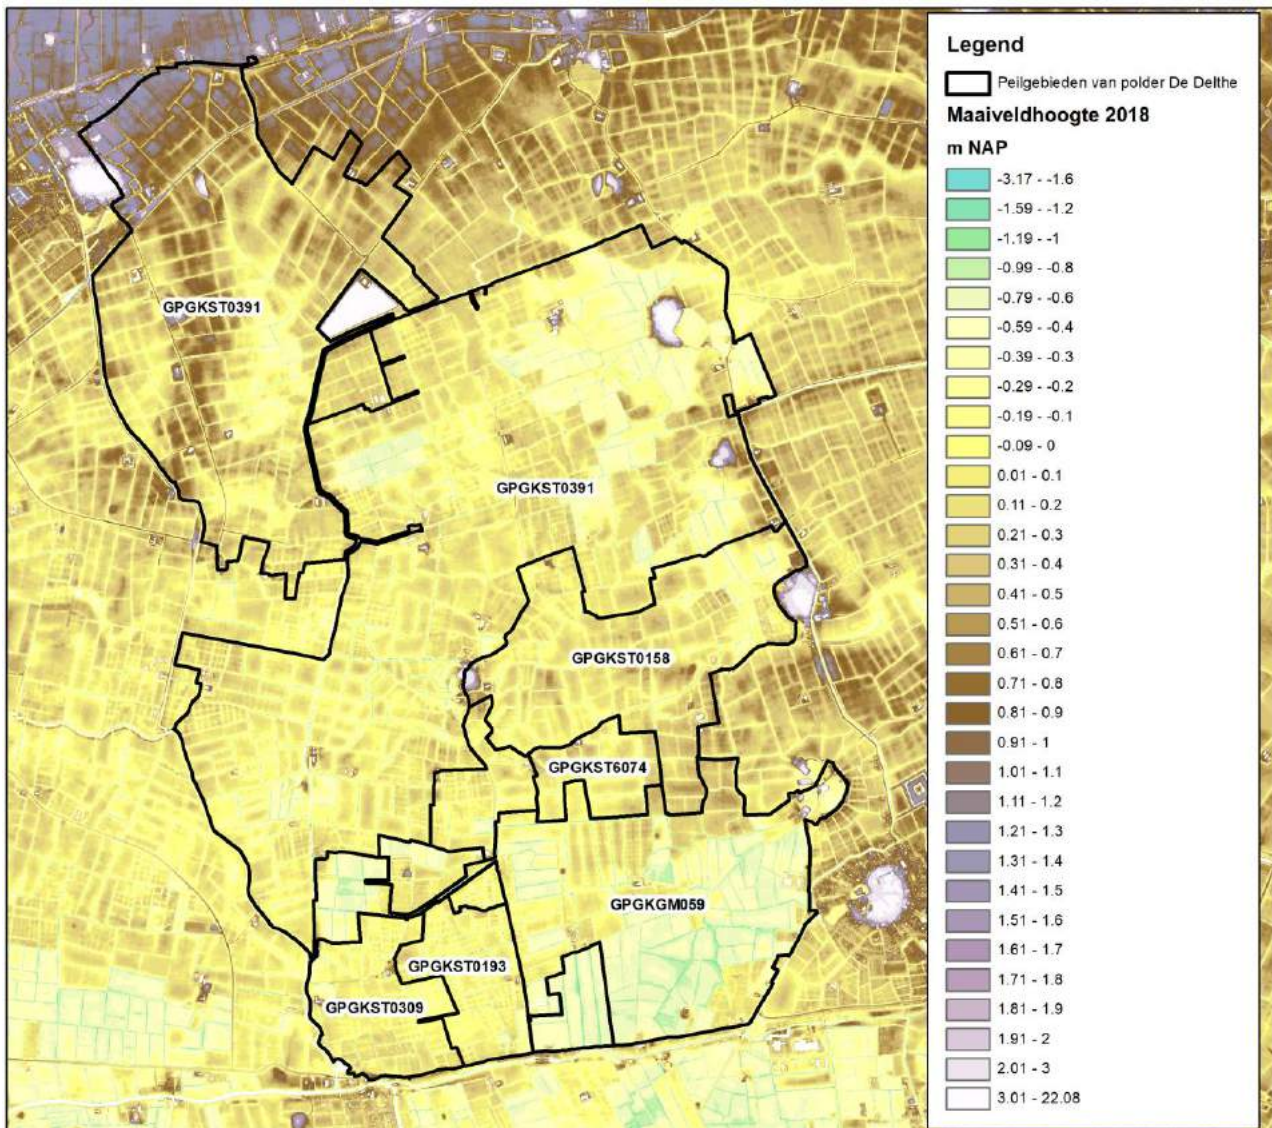 Legend
Peilgebieden van polder De Delthe
Maaiveldhoogte 2018
m NAP
-3.17 - -1.6
-1.59 - -1.2
-1.19 - -1
-0.99 - -0.8
-0.79 - -0.6
-0.59 - -0.4
-0.39 - -0.3
-0.29 - -0.2
-0.19 - -0.1
-0.09 - 0
0.01 - 0.1
0.11 - 0.2
0.21 - 0.3
0.31 - 0.4
0.41 - 0.5
0.51 - 0.6
0.61 - 0.7
0.71 - 0.8
0.81 - 0.9
0.91 - 1
1.01 - 1.1
1.11 - 1.2
1.21 - 1.3
1.31 - 1.4
1.41 - 1.5
1.51 - 1.6
1.61 - 1.7
1.71 - 1.8
1.81 - 1.9
1.91 - 2
2.01 - 3
3.01 - 22.08
GPGKST0391
GPGKST0391
GPGKST0158
GPGKST6074
GPGKGM059
GPGKST0193
GPGKST0309